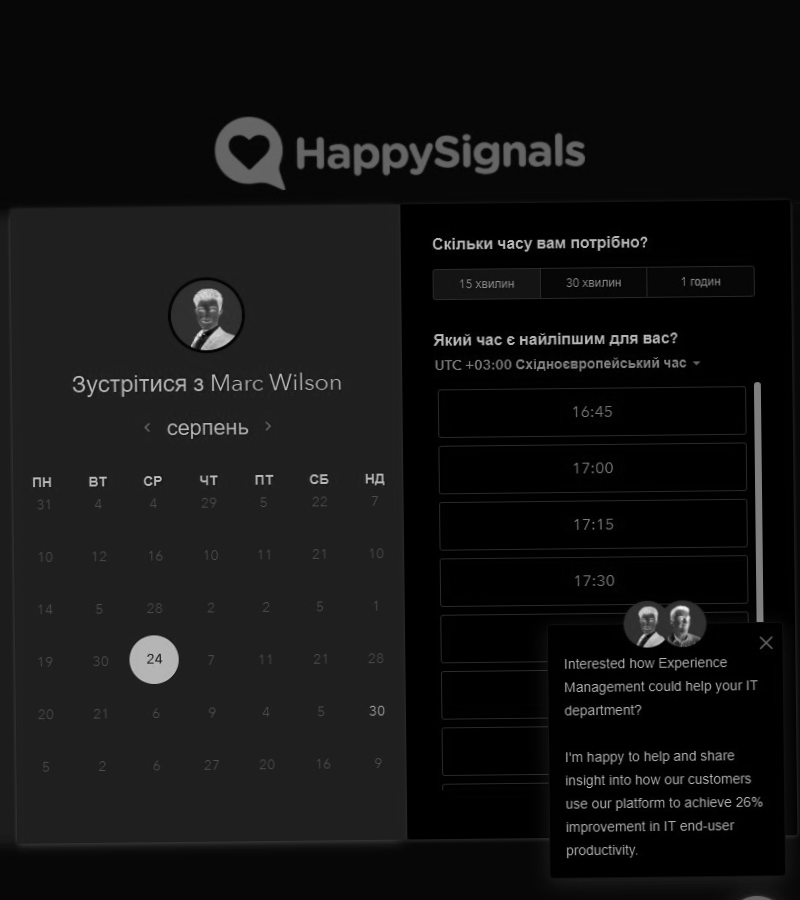 HappySignals
Зустрітися з Marc Wilson
серпень
ПН ВТ СР ЧТ ПТ СБ НД
31 4 4 29 5 22 7
10 12 16 10 11 21 10
14 5 28 2 2 5 1
19 30 24 7 11 21 28
20 21 6 9 4 5 30
5 2 6 27 20 16 9
Скільки часу вам потрібно?
15 хвилин 30 хвилин 1 годин
Який час є найліпшим для вас?
UTC +03:00 Східноєвропейський час
16:45
17:00
17:15
17:30
Interested how Experience
Management could help your IT
department?
I'm happy to help and share
insight into how our customers
use our platform to achieve 26%
improvement in IT end-user
productivity.